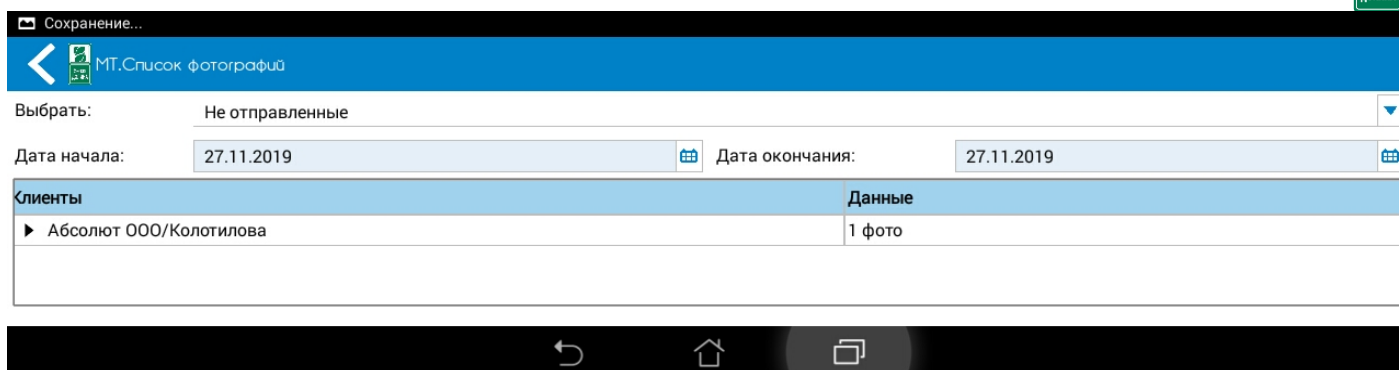 Сохранение...
МТ.Список фотографий
Выбрать: Не отправленные
Дата начала: 27.11.2019 Дата окончания: 27.11.2019
Клиенты Данные
Абсолют ООО/Колотилова 1 фото